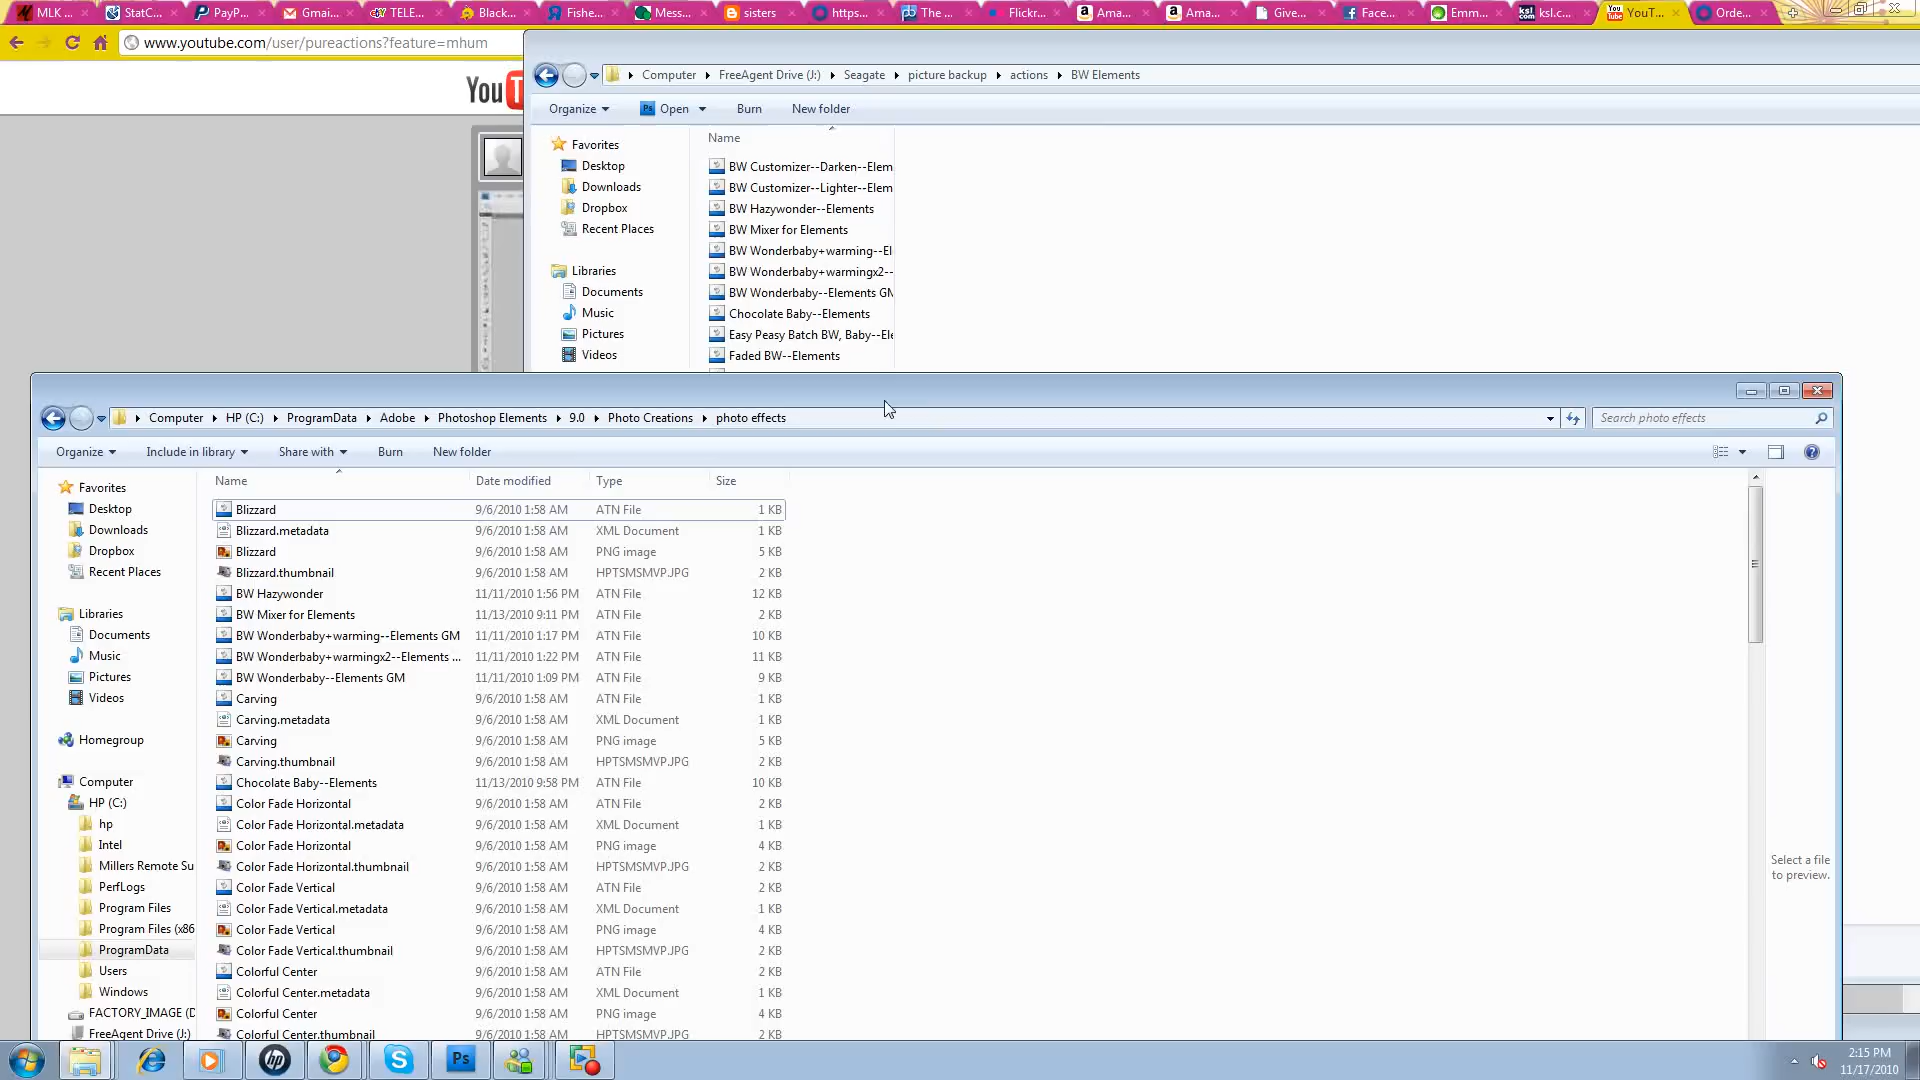 MLK ...
StatC...
PayP...
Gmai...
TELE...
Black...
Fishe...
Mess...
sisters
https...
The ...
Flickr...
Ama...
Ama...
Give...
Face...
Emm...
ksl.c...
YouT...
Orde...
www.youtube.com/user/pureactions?feature=mhum
You
Computer FreeAgent Drive (J:) Seagate picture backup actions BW Elements
Organize Open Burn New folder
Name
Favorites
Desktop
Downloads
Dropbox
Recent Places
Libraries
Documents
Music
Pictures
Videos
BW Customizer--Darken--Elem
BW Customizer--Lighter--Elem
BW Hazywonder--Elements
BW Mixer for Elements
BW Wonderbaby+warming--El
BW Wonderbaby+warmingx2--
BW Wonderbaby--Elements GM
Chocolate Baby--Elements
Easy Peasy Batch BW, Baby--Ele
Faded BW--Elements
Computer HP (C:) ProgramData Adobe Photoshop Elements 9.0 Photo Creations photo effects
Search photo effects
Organize Include in library Share with Burn New folder
Name Date modified Type Size
Favorites
Desktop
Downloads
Dropbox
Recent Places
Libraries
Documents
Music
Pictures
Videos
Homegroup
Computer
HP (C:)
hp
Intel
Millers Remote Su
PerfLogs
Program Files
Program Files (x86
ProgramData
Users
Windows
FACTORY_IMAGE (D
FreeAgent Drive (J:)
Blizzard 9/6/2010 1:58 AM ATN File 1 KB
Blizzard.metadata 9/6/2010 1:58 AM XML Document 1 KB
Blizzard 9/6/2010 1:58 AM PNG image 5 KB
Blizzard.thumbnail 9/6/2010 1:58 AM HPTSMSMVP.JPG 2 KB
BW Hazywonder 11/11/2010 1:56 PM ATN File 12 KB
BW Mixer for Elements 11/13/2010 9:11 PM ATN File 2 KB
BW Wonderbaby+warming--Elements GM 11/11/2010 1:17 PM ATN File 10 KB
BW Wonderbaby+warmingx2--Elements ... 11/11/2010 1:22 PM ATN File 11 KB
BW Wonderbaby--Elements GM 11/11/2010 1:09 PM ATN File 9 KB
Carving 9/6/2010 1:58 AM ATN File 1 KB
Carving.metadata 9/6/2010 1:58 AM XML Document 1 KB
Carving 9/6/2010 1:58 AM PNG image 5 KB
Carving.thumbnail 9/6/2010 1:58 AM HPTSMSMVP.JPG 2 KB
Chocolate Baby--Elements 11/13/2010 9:58 PM ATN File 10 KB
Color Fade Horizontal 9/6/2010 1:58 AM ATN File 2 KB
Color Fade Horizontal.metadata 9/6/2010 1:58 AM XML Document 1 KB
Color Fade Horizontal 9/6/2010 1:58 AM PNG image 4 KB
Color Fade Horizontal.thumbnail 9/6/2010 1:58 AM HPTSMSMVP.JPG 2 KB
Color Fade Vertical 9/6/2010 1:58 AM ATN File 2 KB
Color Fade Vertical.metadata 9/6/2010 1:58 AM XML Document 1 KB
Color Fade Vertical 9/6/2010 1:58 AM PNG image 4 KB
Color Fade Vertical.thumbnail 9/6/2010 1:58 AM HPTSMSMVP.JPG 2 KB
Colorful Center 9/6/2010 1:58 AM ATN File 2 KB
Colorful Center.metadata 9/6/2010 1:58 AM XML Document 1 KB
Colorful Center 9/6/2010 1:58 AM PNG image 4 KB
Colorful Center.thumbnail 9/6/2010 1:58 AM HPTSMSMVP.JPG 2 KB
Select a file
to preview.
2:15 PM
11/17/2010